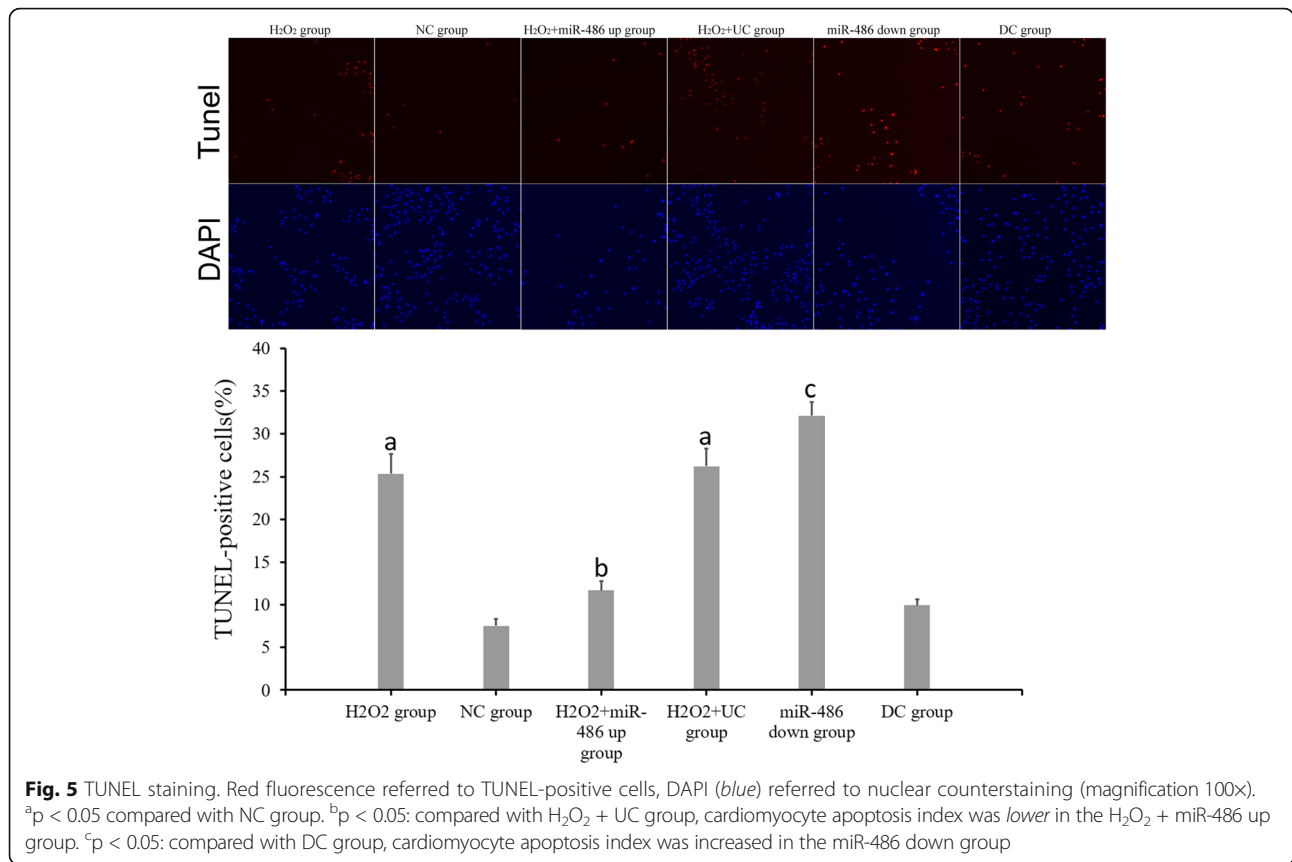 H₂O₂ group NC group H₂O₂+miR-486 up group H₂O₂+UC group miR-486 down group DC group
Tunel
DAPI
TUNEL-positive cells(%)
40
35
30
25
20
15
10
5
0
a
b
a
c
H2O2 group NC group H2O2+miR-486 up group H2O2+UC group miR-486 down group DC group
Fig. 5 TUNEL staining. Red fluorescence referred to TUNEL-positive cells, DAPI (blue) referred to nuclear counterstaining (magnification 100×).
ᵃp < 0.05 compared with NC group. ᵇp < 0.05: compared with H₂O₂ + UC group, cardiomyocyte apoptosis index was lower in the H₂O₂ + miR-486 up
group. ᶜp < 0.05: compared with DC group, cardiomyocyte apoptosis index was increased in the miR-486 down group